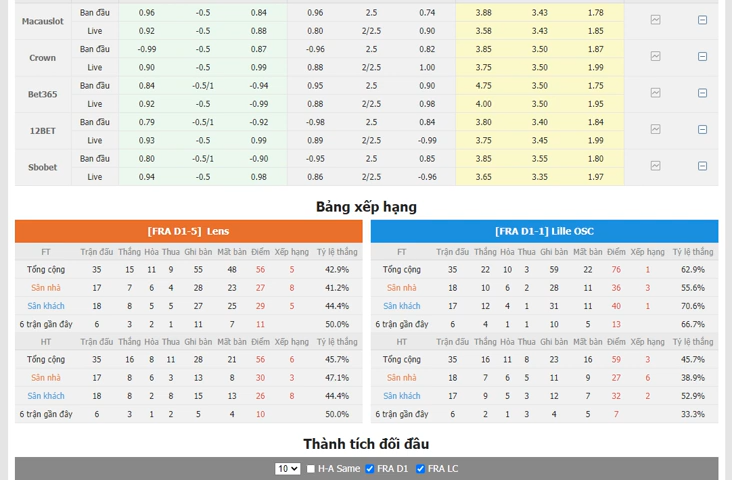 Macauslot Ban đầu 0.96 -0.5 0.84 0.96 2.5 0.74 3.88 3.43 1.78
Live 0.92 -0.5 0.88 0.80 2/2.5 0.90 3.58 3.43 1.85
Crown Ban đầu -0.99 -0.5 0.87 -0.96 2.5 0.82 3.85 3.50 1.87
Live 0.90 -0.5 0.99 0.88 2/2.5 1.00 3.75 3.50 1.99
Bet365 Ban đầu 0.84 -0.5/1 -0.94 0.95 2.5 0.90 4.75 3.50 1.75
Live 0.92 -0.5 -0.99 0.88 2/2.5 0.98 4.00 3.50 1.95
12BET Ban đầu 0.79 -0.5/1 -0.92 -0.98 2.5 0.84 3.80 3.40 1.84
Live 0.93 -0.5 0.99 0.89 2/2.5 -0.99 3.75 3.45 1.99
Sbobet Ban đầu 0.80 -0.5/1 -0.90 -0.95 2.5 0.85 3.85 3.55 1.80
Live 0.94 -0.5 0.98 0.86 2/2.5 -0.96 3.65 3.35 1.97
Bảng xếp hạng
[FRA D1-5] Lens
FT Trận đấu Thắng Hòa Thua Ghi bàn Mất bàn Điểm Xếp hạng Tỷ lệ thắng
Tổng cộng 35 15 11 9 55 48 56 5 42.9%
Sân nhà 17 7 6 4 28 23 27 8 41.2%
Sân khách 18 8 5 5 27 25 29 5 44.4%
6 trận gần đây 6 3 2 1 11 7 11 50.0%
HT Trận đấu Thắng Hòa Thua Ghi bàn Mất bàn Điểm Xếp hạng Tỷ lệ thắng
Tổng cộng 35 16 8 11 28 21 56 6 45.7%
Sân nhà 17 8 6 3 13 8 30 3 47.1%
Sân khách 18 8 2 8 15 13 26 8 44.4%
6 trận gần đây 6 3 1 2 5 4 10 50.0%
[FRA D1-1] Lille OSC
FT Trận đấu Thắng Hòa Thua Ghi bàn Mất bàn Điểm Xếp hạng Tỷ lệ thắng
Tổng cộng 35 22 10 3 59 22 76 1 62.9%
Sân nhà 18 10 6 2 28 11 36 3 55.6%
Sân khách 17 12 4 1 31 11 40 1 70.6%
6 trận gần đây 6 4 1 1 10 5 13 66.7%
HT Trận đấu Thắng Hòa Thua Ghi bàn Mất bàn Điểm Xếp hạng Tỷ lệ thắng
Tổng cộng 35 16 11 8 23 16 59 3 45.7%
Sân nhà 18 7 6 5 11 9 27 6 38.9%
Sân khách 17 9 5 3 12 7 32 2 52.9%
6 trận gần đây 6 2 1 3 4 5 7 33.3%
Thành tích đối đầu
10 H-A Same FRA D1 FRA LC